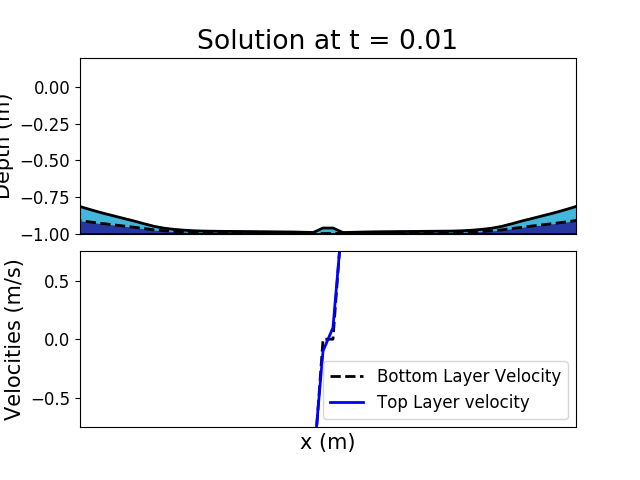 Solution at t = 0.01
Depth (m)
0.00
−0.25
−0.50
−0.75
−1.00
Velocities (m/s)
0.5
0.0
−0.5
Bottom Layer Velocity
Top Layer velocity
x (m)